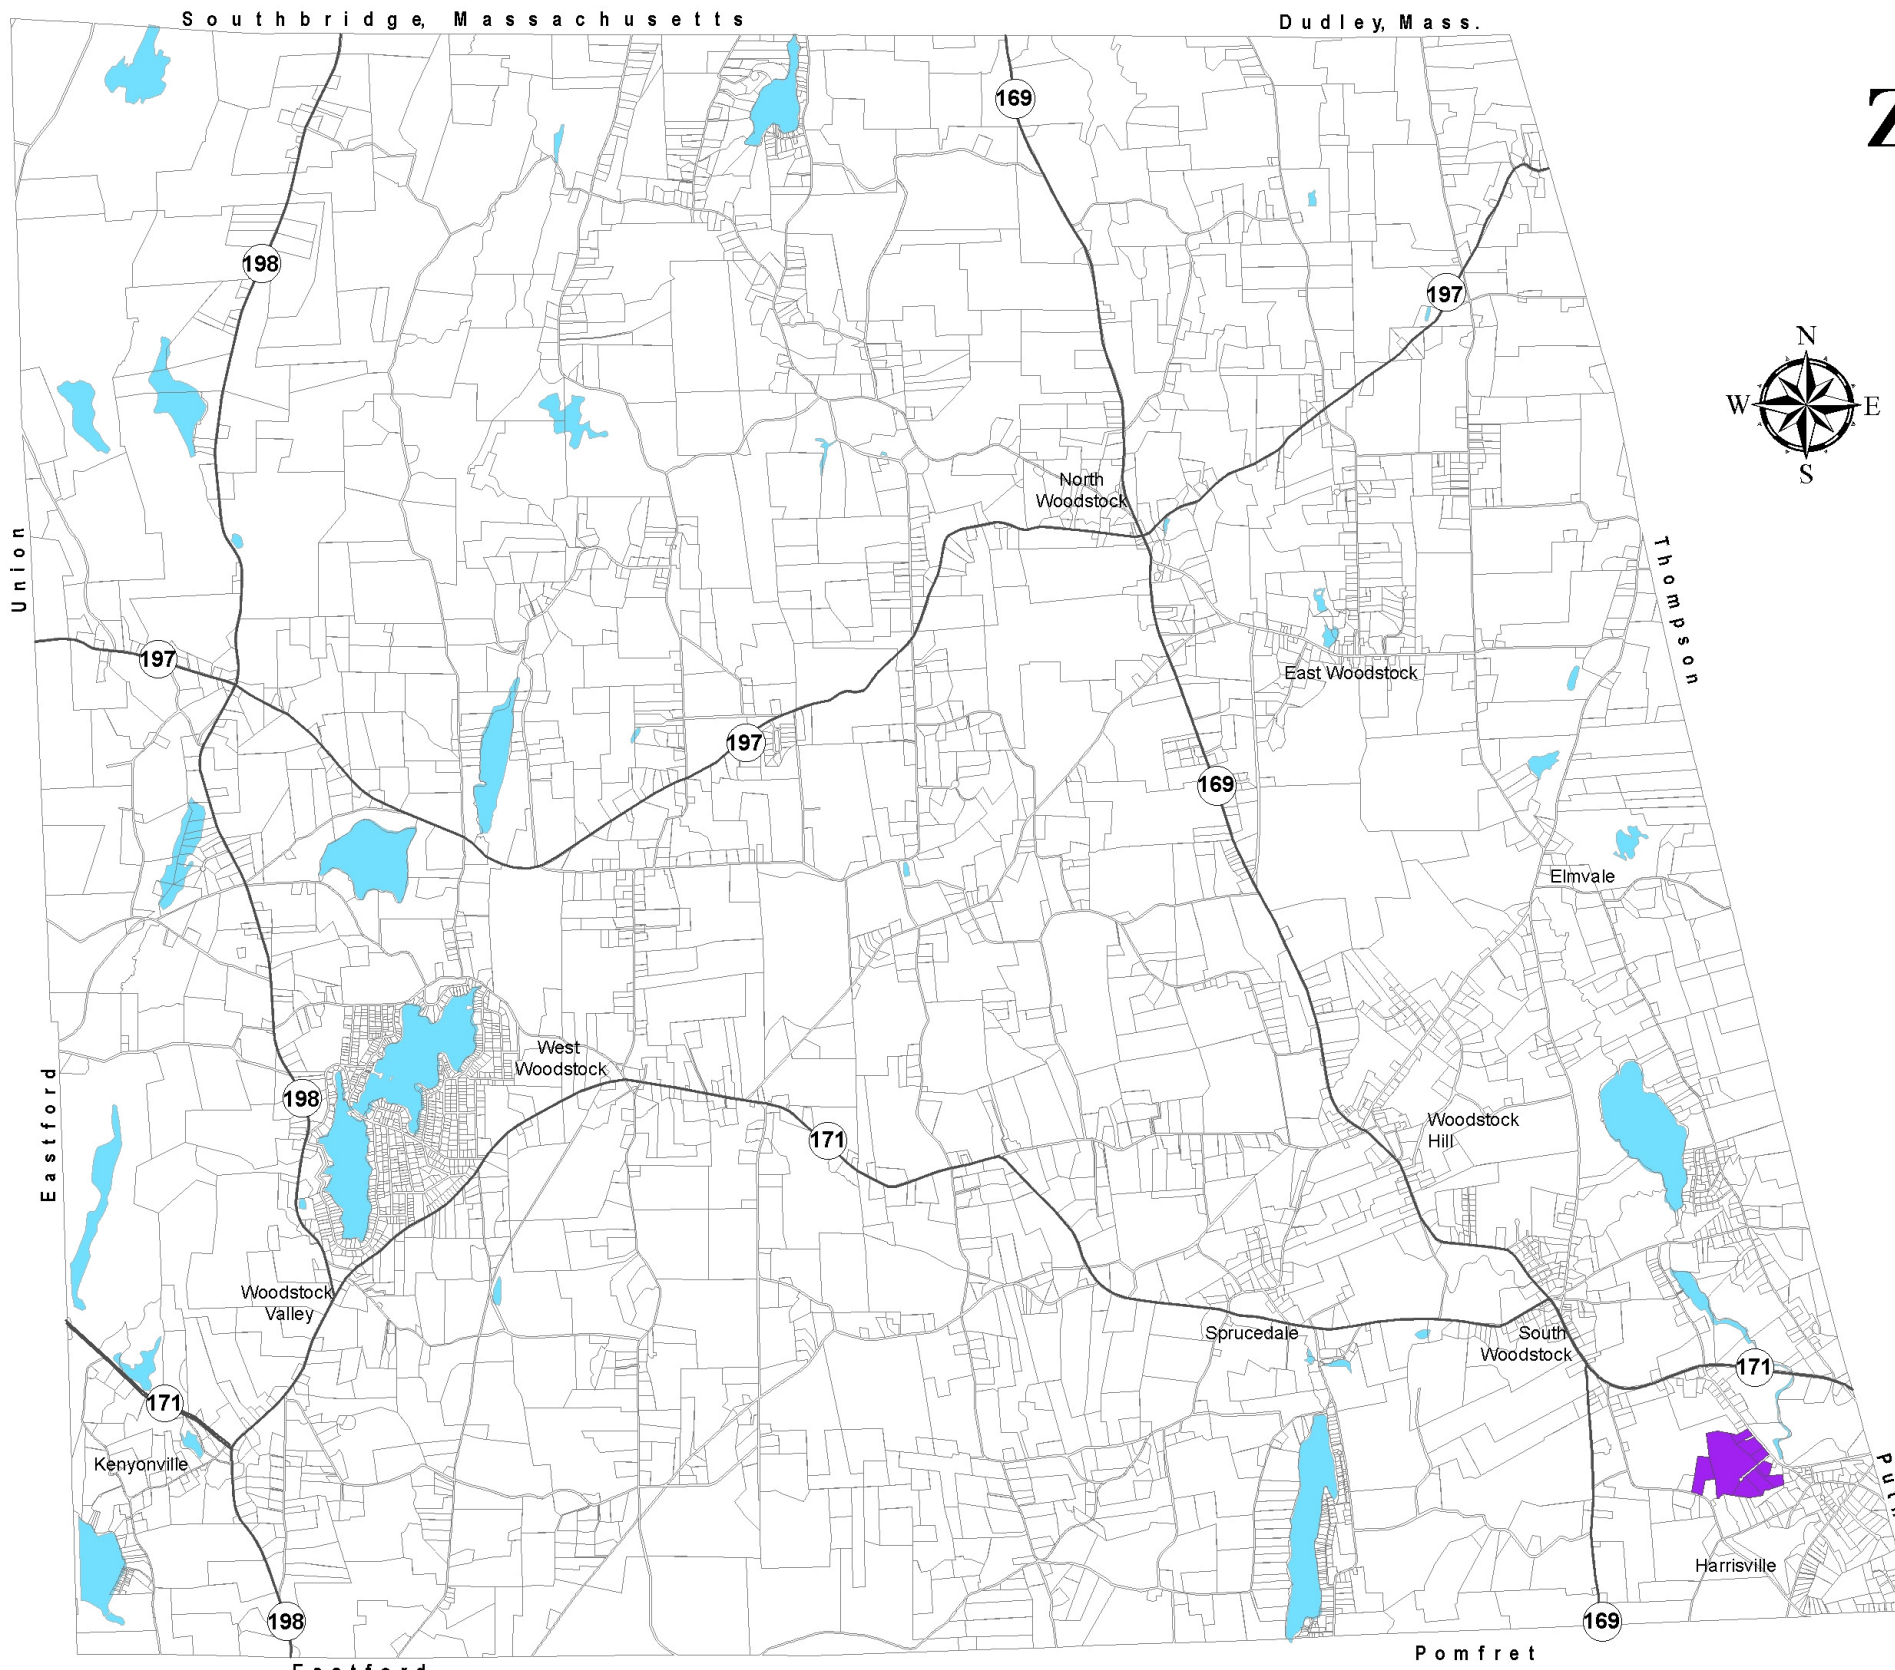 Southbridge, Massachusetts
Dudley, Mass.
169
Z
198
197
N
W E
S
North
Woodstock
Union
Thompson
197
East Woodstock
197
169
Elmvale
West
Woodstock
Eastford
198
171
Woodstock
Hill
Woodstock
Valley
Sprucedale
South
Woodstock
171
171
Kenyonville
Harrisville
198
169
Pomfret